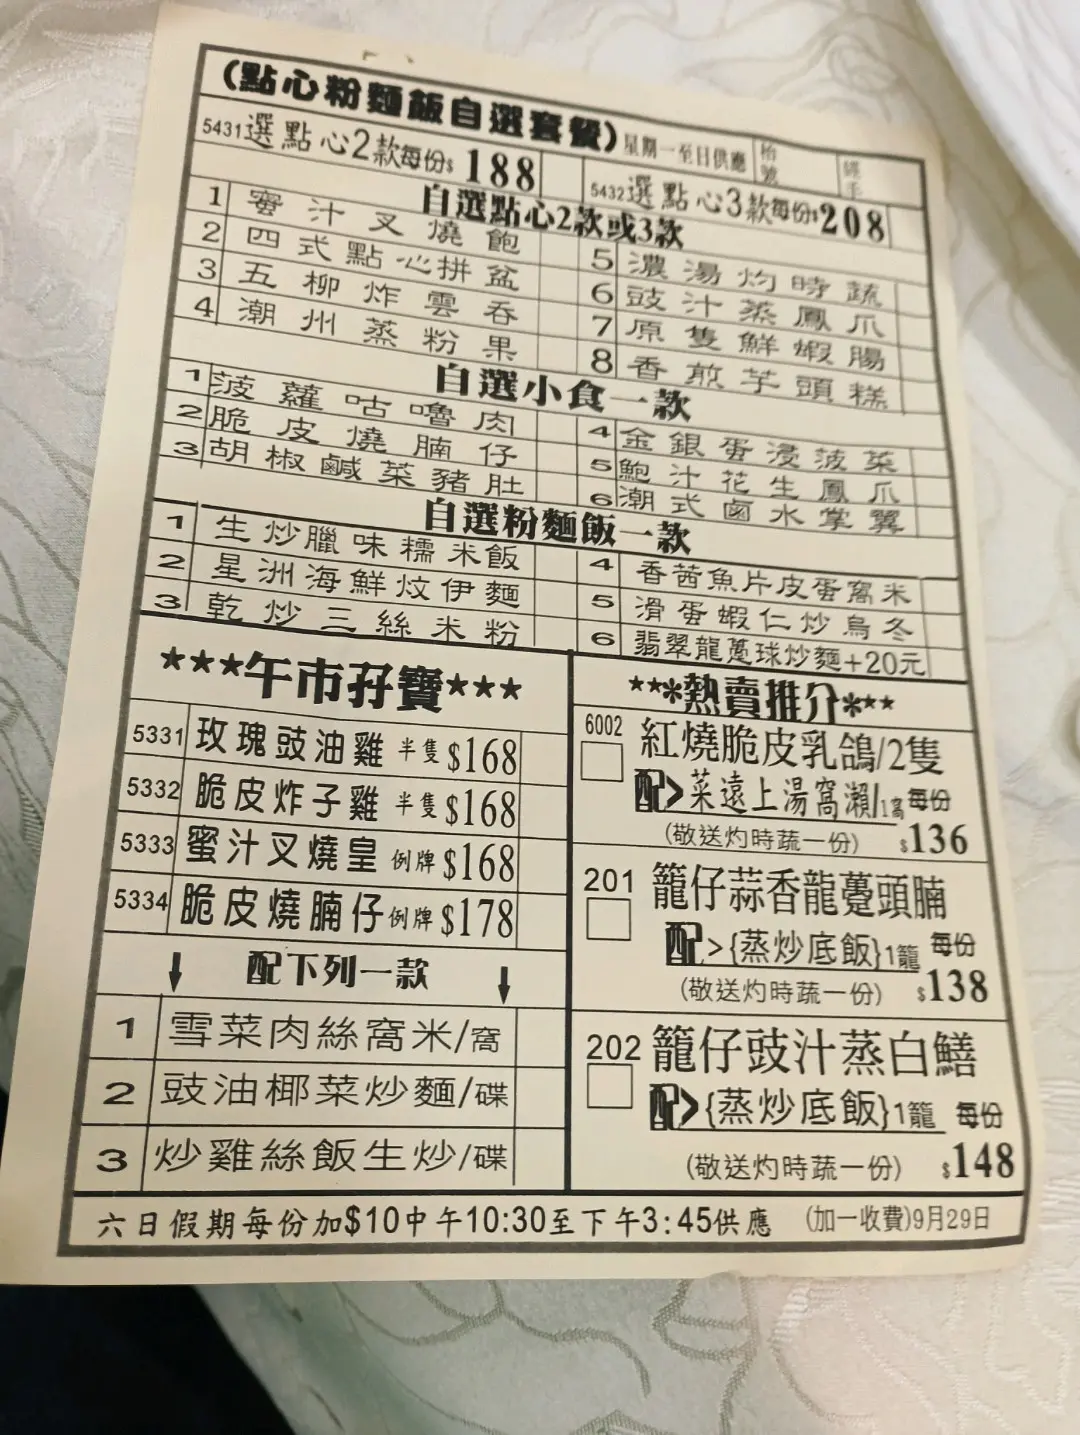 (點心粉麵飯自選套餐) 星期一至日供應 枱號 經手
5431選點心2款每份$188
5432選點心3款每份$208
自選點心2款或3款
1 蜜汁叉燒飽
2 四式點心拼盆
3 五柳炸雲吞
4 潮州蒸粉果
5 濃湯灼時蔬
6 豉汁蒸鳳爪
7 原隻鮮蝦腸
8 香煎芋頭糕
自選小食一款
1 菠蘿咕嚕肉
2 脆皮燒腩仔
3 胡椒鹹菜豬肚
4 金銀蛋浸菠菜
5 鮑汁花生鳳爪
6 潮式鹵水掌翼
自選粉麵飯一款
1 生炒臘味糯米飯
2 星洲海鮮炆伊麵
3 乾炒三絲米粉
4 香茜魚片皮蛋窩米
5 滑蛋蝦仁炒烏冬
6 翡翠龍躉球炒麵+20元
***午市孖寶***
5331 玫瑰豉油雞 半隻 $168
5332 脆皮炸子雞 半隻 $168
5333 蜜汁叉燒皇 例牌 $168
5334 脆皮燒腩仔 例牌 $178
配下列一款
1 雪菜肉絲窩米/窩
2 豉油椰菜炒麵/碟
3 炒雞絲飯生炒/碟
***熱賣推介***
6002 紅燒脆皮乳鴿/2隻
配>菜遠上湯窩瀨/1窩 每份
(敬送灼時蔬一份) $136
201 籠仔蒜香龍躉頭腩
配>{蒸炒底飯}1籠 每份
(敬送灼時蔬一份) $138
202 籠仔豉汁蒸白鱔
配>{蒸炒底飯}1籠 每份
(敬送灼時蔬一份) $148
六日假期每份加$10中午10:30至下午3:45供應 (加一收費)9月29日